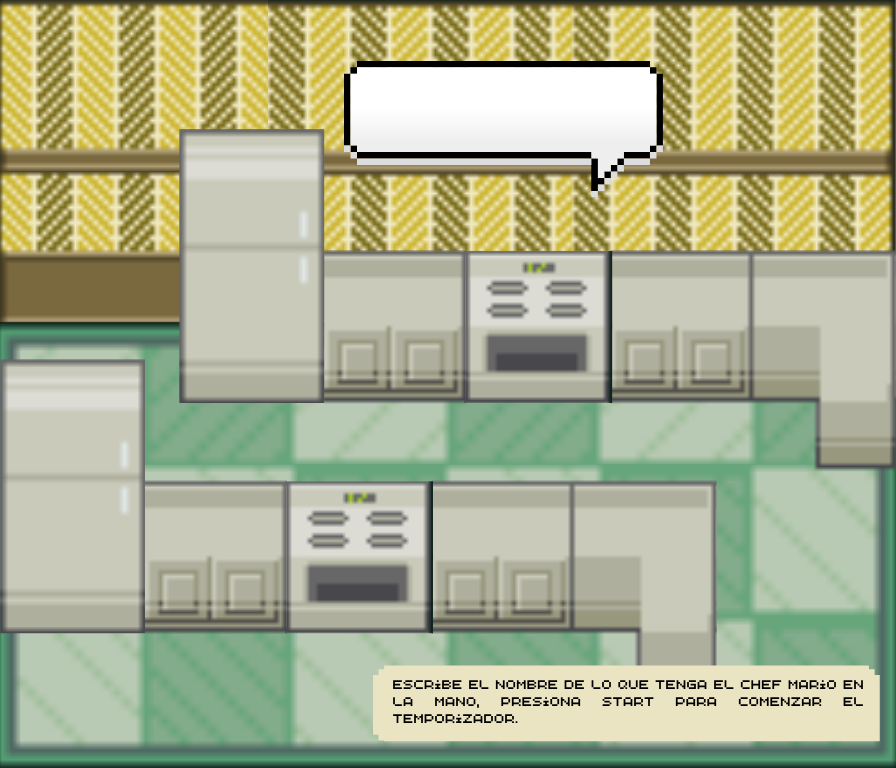 ESCRIBE EL NOMBRE DE LO QUE TENGA EL CHEF MARIO EN
LA MANO, PRESIONA START PARA COMENZAR EL
TEMPORIZADOR.